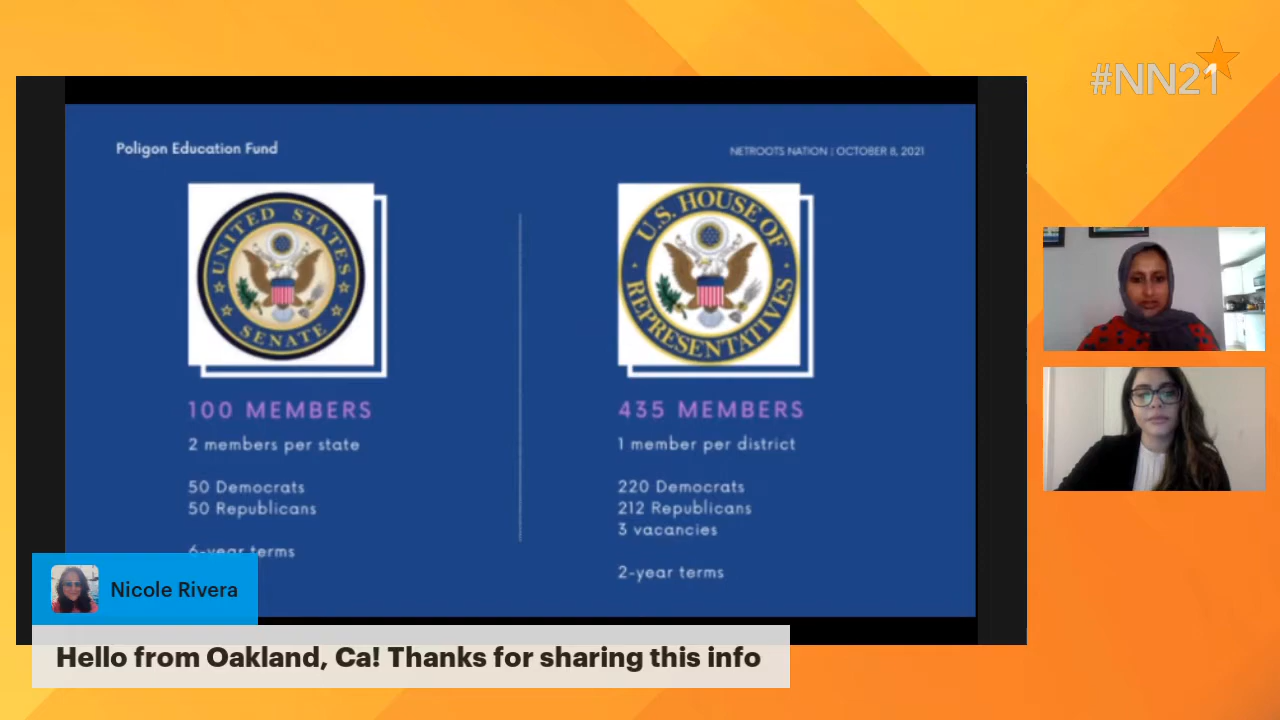 #NN21
Poligon Education Fund
NETROOTS NATION | OCTOBER 8, 2021
UNITED STATES
SENATE
U.S. HOUSE OF
REPRESENTATIVES
100 MEMBERS
2 members per state
50 Democrats
50 Republicans
6-year terms
435 MEMBERS
1 member per district
220 Democrats
212 Republicans
3 vacancies
2-year terms
Nicole Rivera
Hello from Oakland, Ca! Thanks for sharing this info